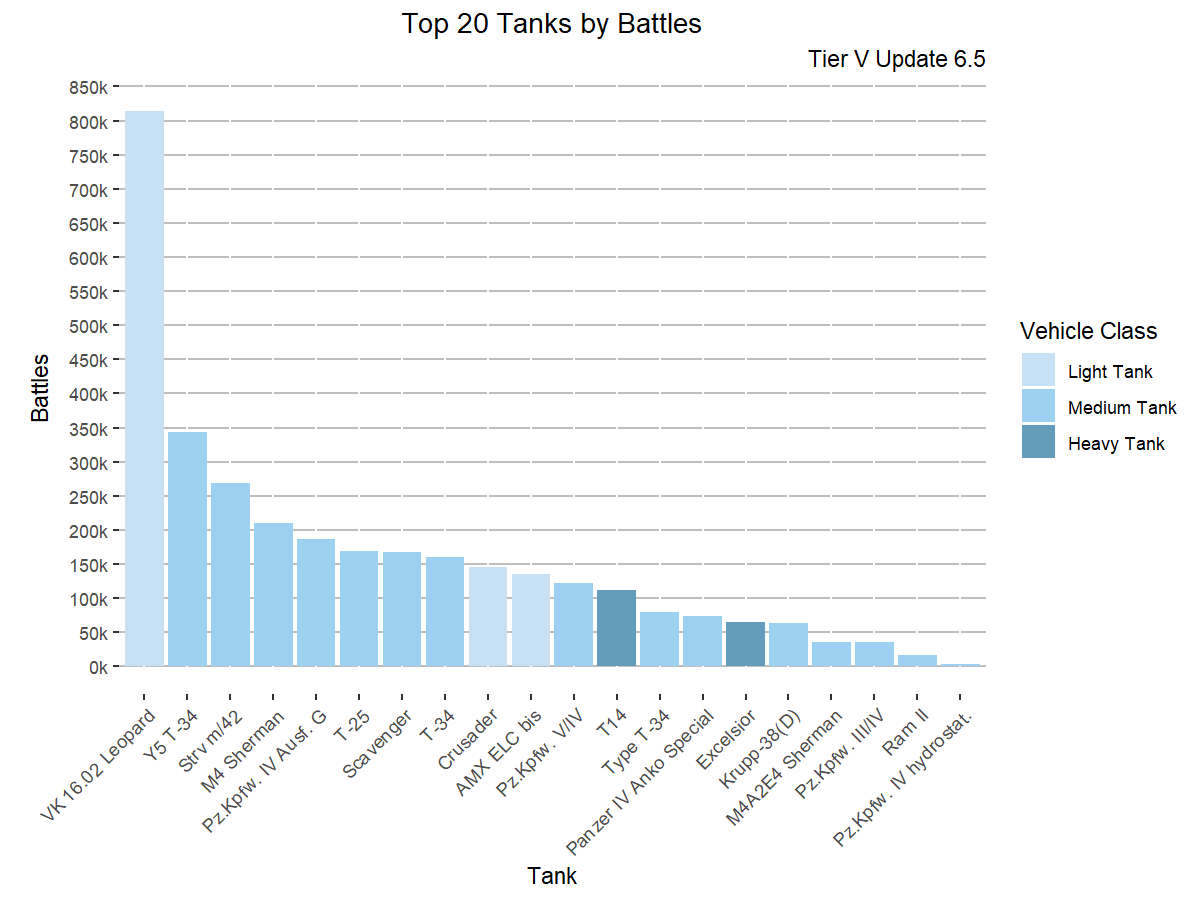 Top 20 Tanks by Battles
Tier V Update 6.5
850k
800k
750k
700k
650k
600k
550k
500k
450k
400k
350k
300k
250k
200k
150k
100k
50k
0k
Battles
VK 16.02 Leopard
Y5 T-34
Strv m/42
M4 Sherman
Pz.Kpfw. IV Ausf. G
T-25
Scavenger
T-34
Crusader
AMX ELC bis
Pz.Kpfw. V/IV
T14
Type T-34
Panzer IV Anko Special
Excelsior
Krupp-38(D)
M4A2E4 Sherman
Pz.Kpfw. III/IV
Ram II
Pz.Kpfw. IV hydrostat.
Tank
Vehicle Class
Light Tank
Medium Tank
Heavy Tank